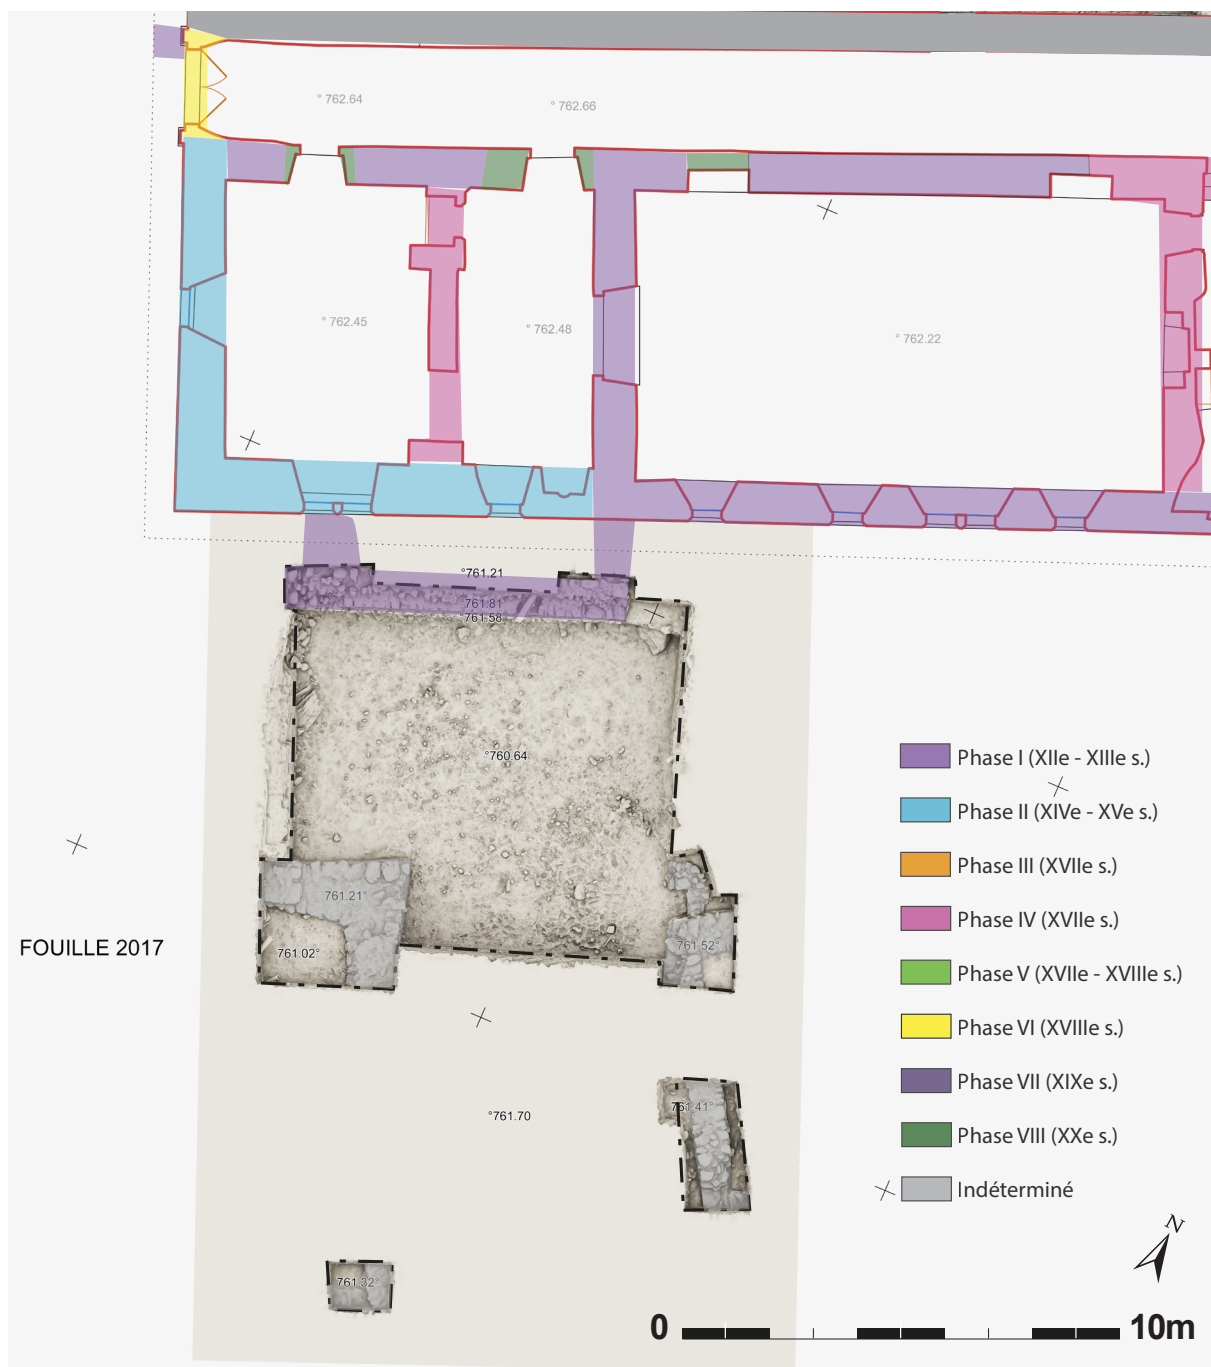 ° 762.64
° 762.66
° 762.45
° 762.48
° 762.22
°761.21
°761.81
°761.58
°760.64
Phase I (XIIe - XIIIe s.)
Phase II (XIVe - XVe s.)
Phase III (XVIIe s.)
761.21°
Phase IV (XVIIe s.)
FOUILLE 2017
761.02°
761.52°
Phase V (XVIIe - XVIIIe s.)
Phase VI (XVIIIe s.)
Phase VII (XIXe s.)
761.41°
°761.70
Phase VIII (XXe s.)
Indéterminé
N
761.32°
0 10m